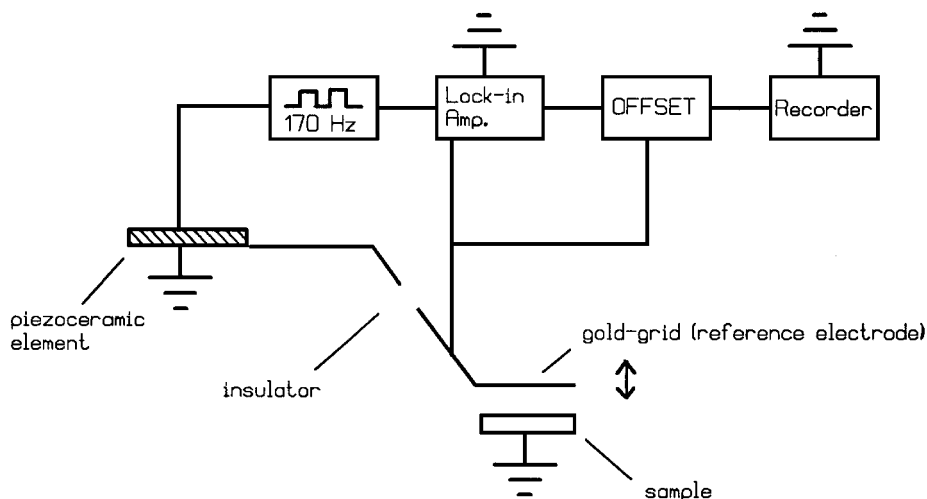 170 Hz
Lock-in
Amp.
OFFSET
Recorder
piezoceramic
element
insulator
gold-grid (reference electrode)
sample